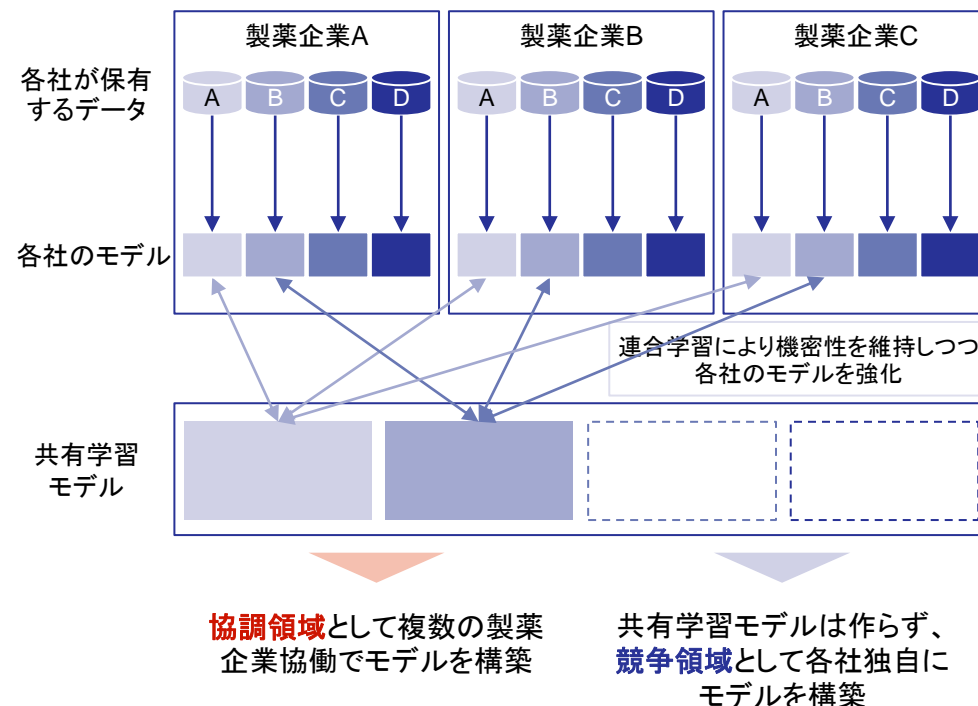 製薬企業A
製薬企業B
製薬企業C
各社が保有
するデータ
A
B
C
D
A
B
C
D
A
B
C
D
各社のモデル
連合学習により機密性を維持しつつ
各社のモデルを強化
共有学習
モデル
協調領域として複数の製薬
企業協働でモデルを構築
共有学習モデルは作らず、
競争領域として各社独自に
モデルを構築